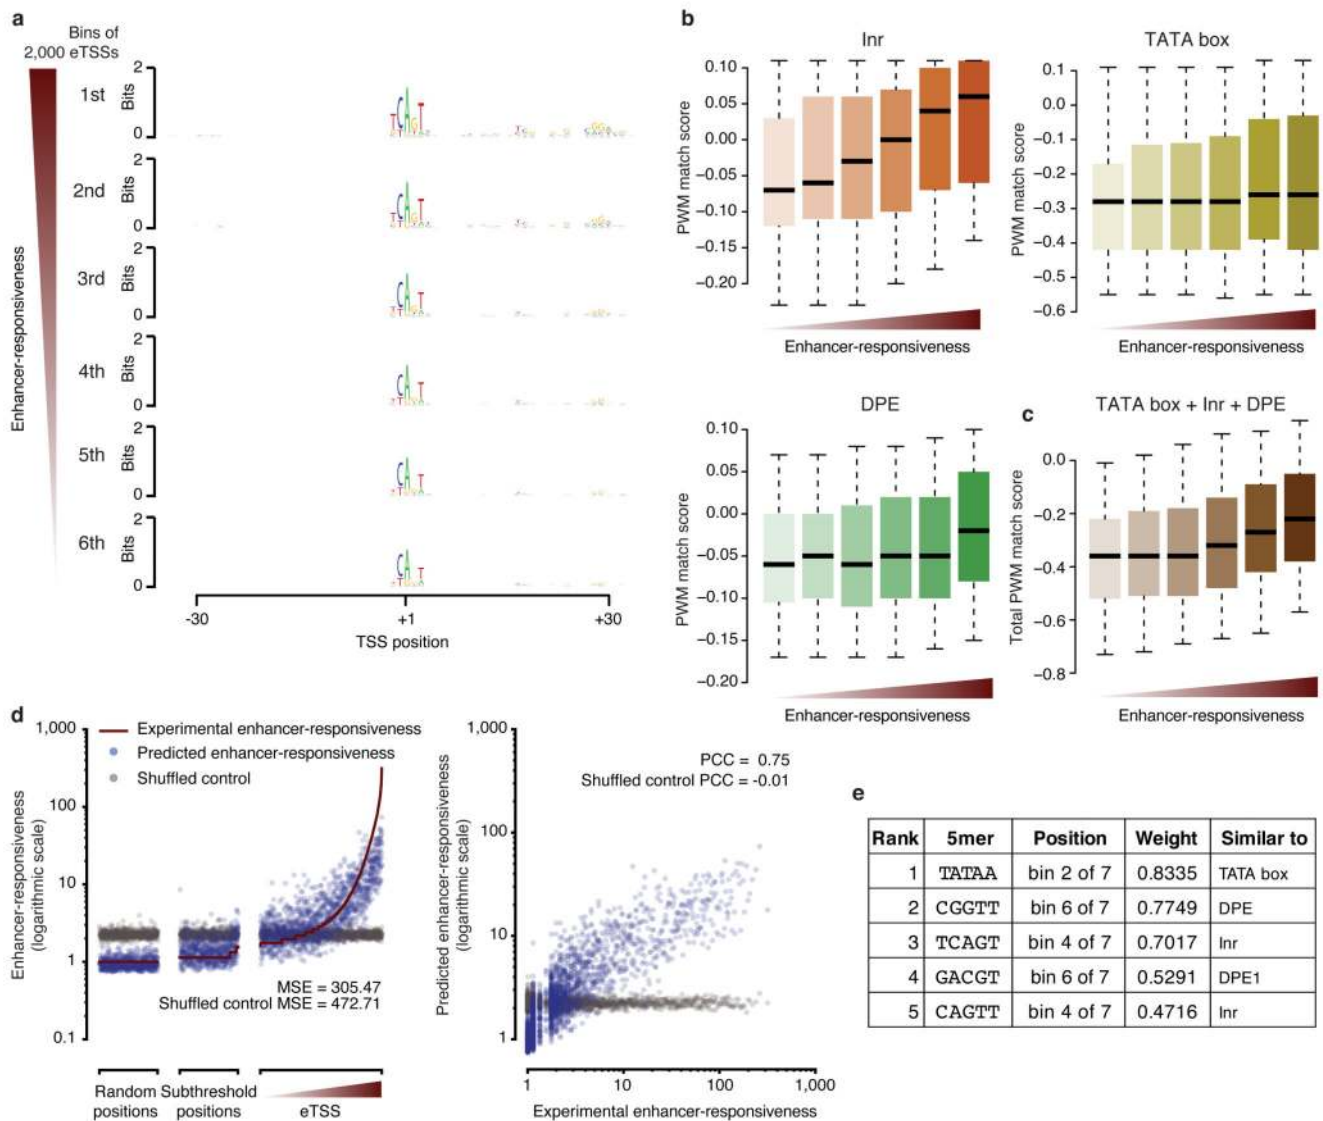 a
Bins of
2,000 eTSSs
Enhancer-responsiveness
1st
2nd
3rd
4th
5th
6th
Bits
2
0
Bits
2
0
Bits
2
0
Bits
2
0
Bits
2
0
Bits
2
0
-30
+1
+30
TSS position
b
Inr
PWM match score
0.10
0.05
0.00
−0.05
−0.10
−0.15
−0.20
Enhancer-responsiveness
TATA box
PWM match score
0.1
0.0
−0.1
−0.2
−0.3
−0.4
−0.5
−0.6
Enhancer-responsiveness
DPE
PWM match score
0.10
0.05
0.00
−0.05
−0.10
−0.15
−0.20
Enhancer-responsiveness
c
TATA box + Inr + DPE
Total PWM match score
0.0
−0.2
−0.4
−0.6
−0.8
Enhancer-responsiveness
d
Enhancer-responsiveness
(logarithmic scale)
1,000
100
10
1
0.1
Experimental enhancer-responsiveness
Predicted enhancer-responsiveness
Shuffled control
MSE = 305.47
Shuffled control MSE = 472.71
Random
positions
Subthreshold
positions
eTSS
Predicted enhancer-responsiveness
(logarithmic scale)
1,000
100
10
1
PCC = 0.75
Shuffled control PCC = -0.01
1 10 100 1,000
Experimental enhancer-responsiveness
e
Rank 5mer Position Weight Similar to
1 TATAA bin 2 of 7 0.8335 TATA box
2 CGGTT bin 6 of 7 0.7749 DPE
3 TCAGT bin 4 of 7 0.7017 Inr
4 GACGT bin 6 of 7 0.5291 DPE1
5 CAGTT bin 4 of 7 0.4716 Inr